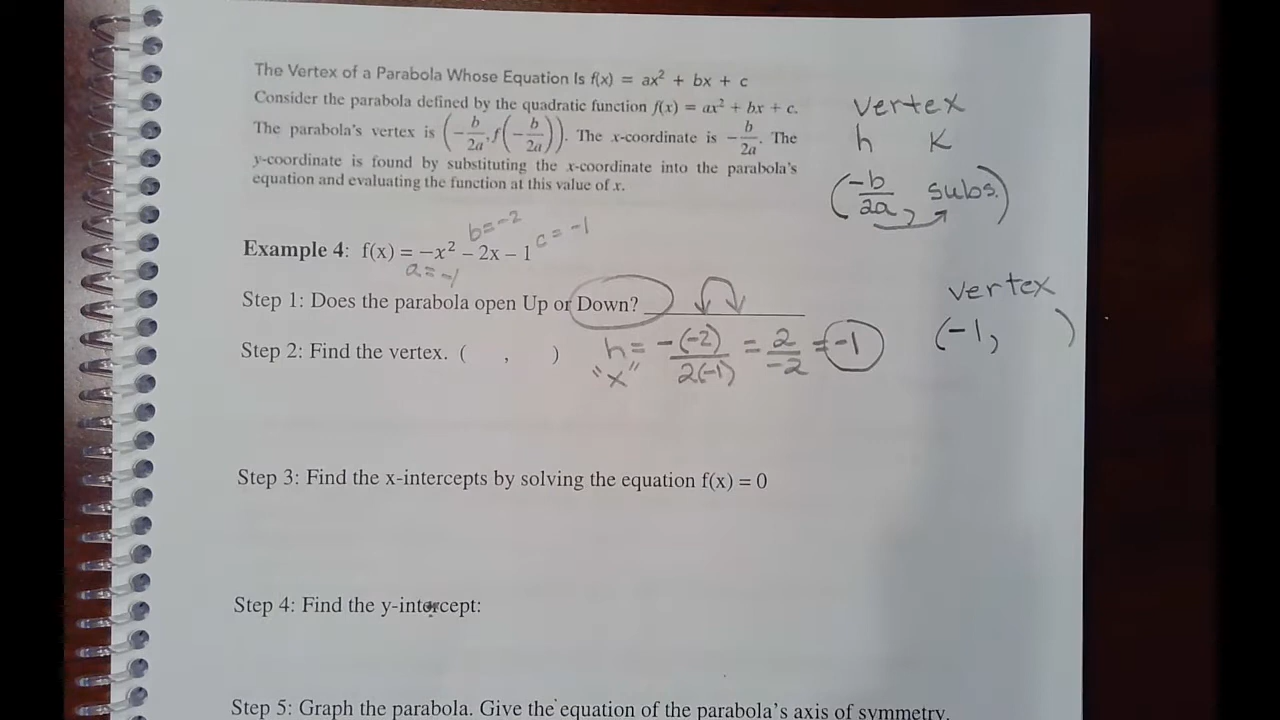 The Vertex of a Parabola Whose Equation Is f(x) = ax² + bx + c
Consider the parabola defined by the quadratic function f(x) = ax² + bx + c.
The parabola's vertex is (−b/2a, f(−b/2a)). The x-coordinate is −b/2a. The
y-coordinate is found by substituting the x-coordinate into the parabola's
equation and evaluating the function at this value of x.
vertex
h K
(-b/2a, subs.)
b=-2
c=-1
Example 4: f(x) = −x² − 2x − 1
a=-1
Step 1: Does the parabola open Up or Down?
vertex
(-1, )
Step 2: Find the vertex. ( , )
h = -(-2)/2(-1) = 2/-2 = -1
"x"
Step 3: Find the x-intercepts by solving the equation f(x) = 0
Step 4: Find the y-intercept:
Step 5: Graph the parabola. Give the equation of the parabola's axis of symmetry.